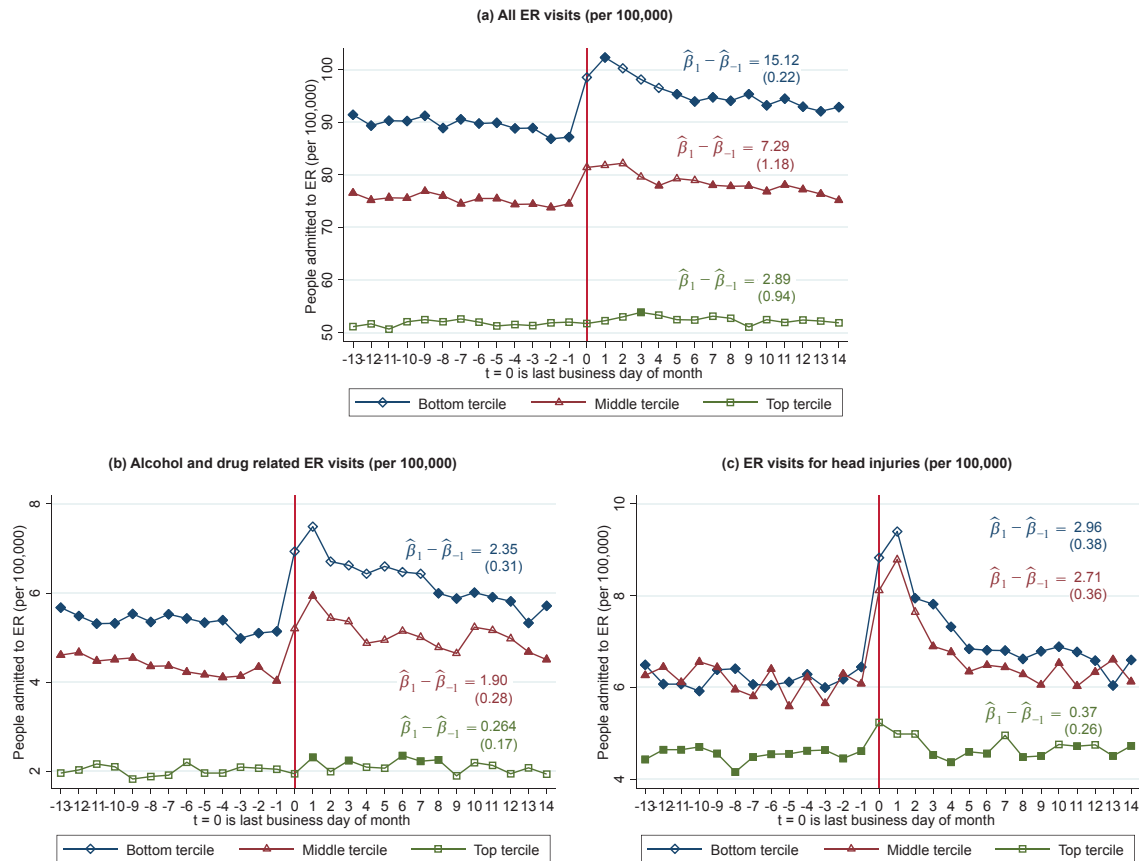 (a) All ER visits (per 100,000)
People admitted to ER (per 100,000)
100
90
80
70
60
50
β̂₁ − β̂₋₁ = 15.12
(0.22)
β̂₁ − β̂₋₁ = 7.29
(1.18)
β̂₁ − β̂₋₁ = 2.89
(0.94)
-13 -12 -11 -10 -9 -8 -7 -6 -5 -4 -3 -2 -1 0 1 2 3 4 5 6 7 8 9 10 11 12 13 14
t = 0 is last business day of month
Bottom tercile Middle tercile Top tercile
(b) Alcohol and drug related ER visits (per 100,000)
People admitted to ER (per 100,000)
8
6
4
2
β̂₁ − β̂₋₁ = 2.35
(0.31)
β̂₁ − β̂₋₁ = 1.90
(0.28)
β̂₁ − β̂₋₁ = 0.264
(0.17)
-13 -12 -11 -10 -9 -8 -7 -6 -5 -4 -3 -2 -1 0 1 2 3 4 5 6 7 8 9 10 11 12 13 14
t = 0 is last business day of month
Bottom tercile Middle tercile Top tercile
(c) ER visits for head injuries (per 100,000)
People admitted to ER (per 100,000)
10
8
6
4
β̂₁ − β̂₋₁ = 2.96
(0.38)
β̂₁ − β̂₋₁ = 2.71
(0.36)
β̂₁ − β̂₋₁ = 0.37
(0.26)
-13 -12 -11 -10 -9 -8 -7 -6 -5 -4 -3 -2 -1 0 1 2 3 4 5 6 7 8 9 10 11 12 13 14
t = 0 is last business day of month
Bottom tercile Middle tercile Top tercile